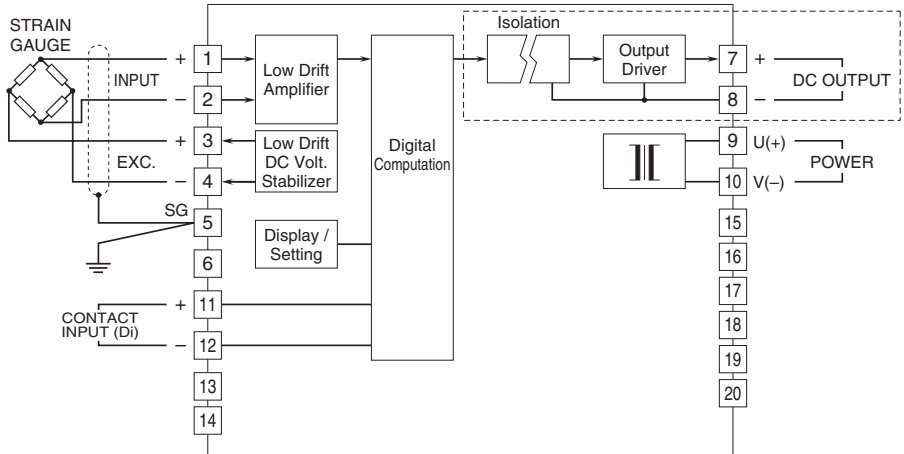 STRAIN
GAUGE
INPUT
+
1
−
2
+
3
EXC.
−
4
SG
5
6
CONTACT
INPUT (Di)
+
11
−
12
13
14
Low Drift
Amplifier
Low Drift
DC Volt.
Stabilizer
Display /
Setting
Digital
Computation
Isolation
Output
Driver
7
+
DC OUTPUT
8
−
9
U(+)
POWER
10
V(−)
15
16
17
18
19
20